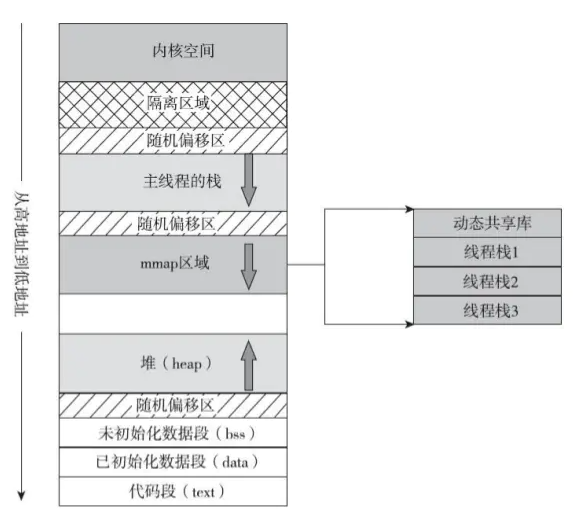 从高地址到低地址
内核空间
隔离区域
随机偏移区
主线程的栈
随机偏移区
mmap区域
堆（heap）
随机偏移区
未初始化数据段（bss）
已初始化数据段（data）
代码段（text）
动态共享库
线程栈1
线程栈2
线程栈3